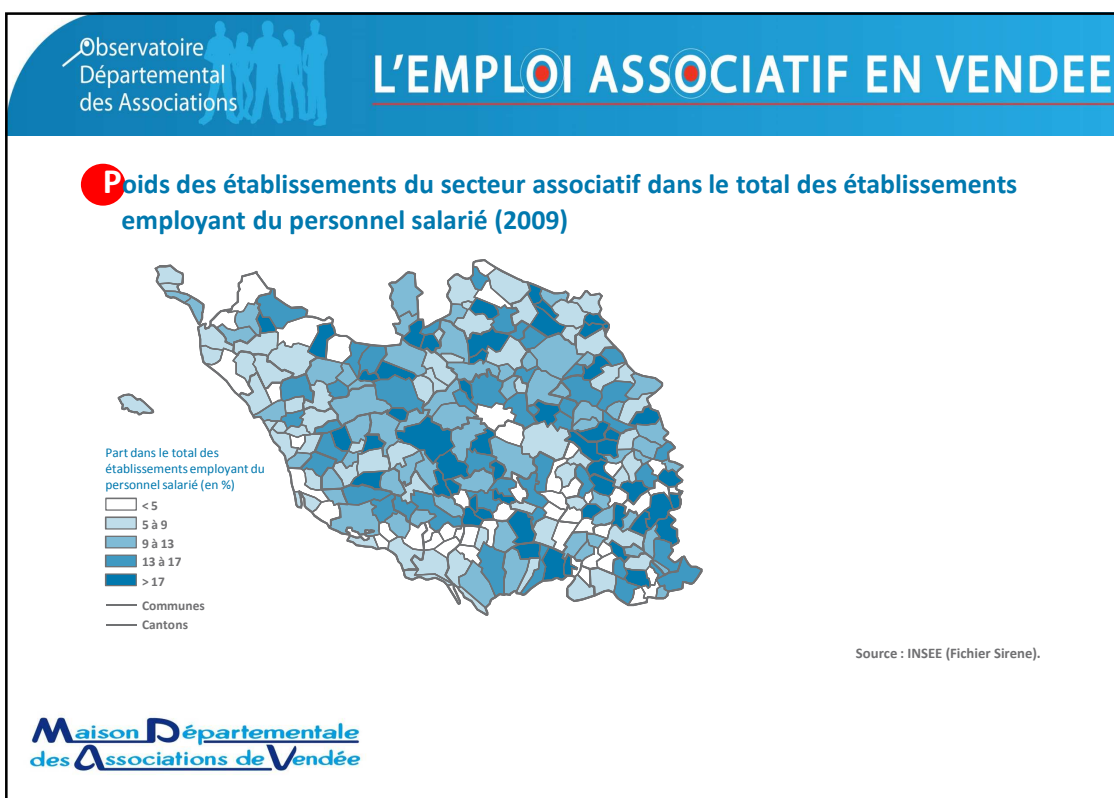 Observatoire
Départemental
des Associations
L'EMPLOI ASSOCIATIF EN VENDEE
Poids des établissements du secteur associatif dans le total des établissements
employant du personnel salarié (2009)
Part dans le total des
établissements employant du
personnel salarié (en %)
< 5
5 à 9
9 à 13
13 à 17
> 17
Communes
Cantons
Source : INSEE (Fichier Sirene).
Maison Départementale
des Associations de Vendée